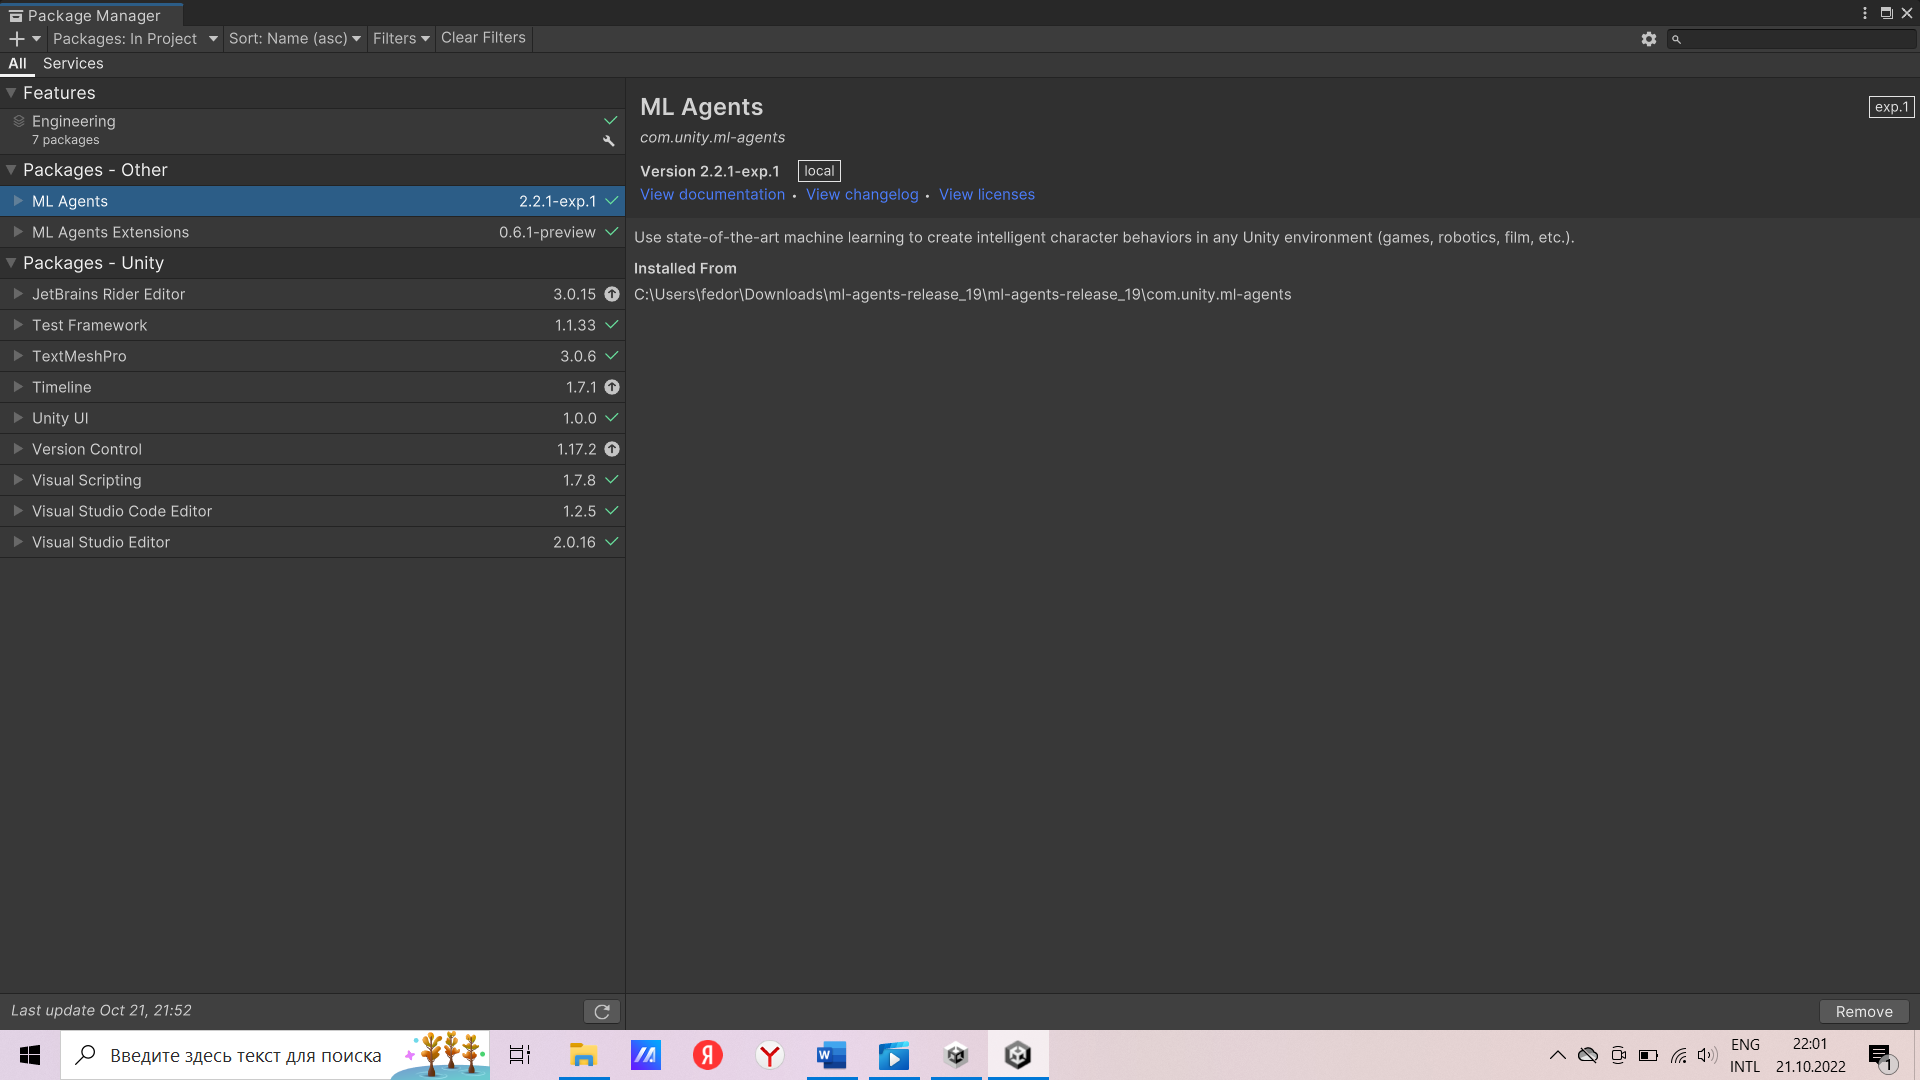 Package Manager
Packages: In Project
Sort: Name (asc)
Filters
Clear Filters
All
Services
Features
Engineering
7 packages
Packages - Other
ML Agents 2.2.1-exp.1
ML Agents Extensions 0.6.1-preview
Packages - Unity
JetBrains Rider Editor 3.0.15
Test Framework 1.1.33
TextMeshPro 3.0.6
Timeline 1.7.1
Unity UI 1.0.0
Version Control 1.17.2
Visual Scripting 1.7.8
Visual Studio Code Editor 1.2.5
Visual Studio Editor 2.0.16
Last update Oct 21, 21:52
ML Agents
exp.1
com.unity.ml-agents
Version 2.2.1-exp.1 local
View documentation • View changelog • View licenses
Use state-of-the-art machine learning to create intelligent character behaviors in any Unity environment (games, robotics, film, etc.).
Installed From
C:\Users\fedor\Downloads\ml-agents-release_19\ml-agents-release_19\com.unity.ml-agents
Remove
Введите здесь текст для поиска
Я
Y
W
ENG
INTL
22:01
21.10.2022
1